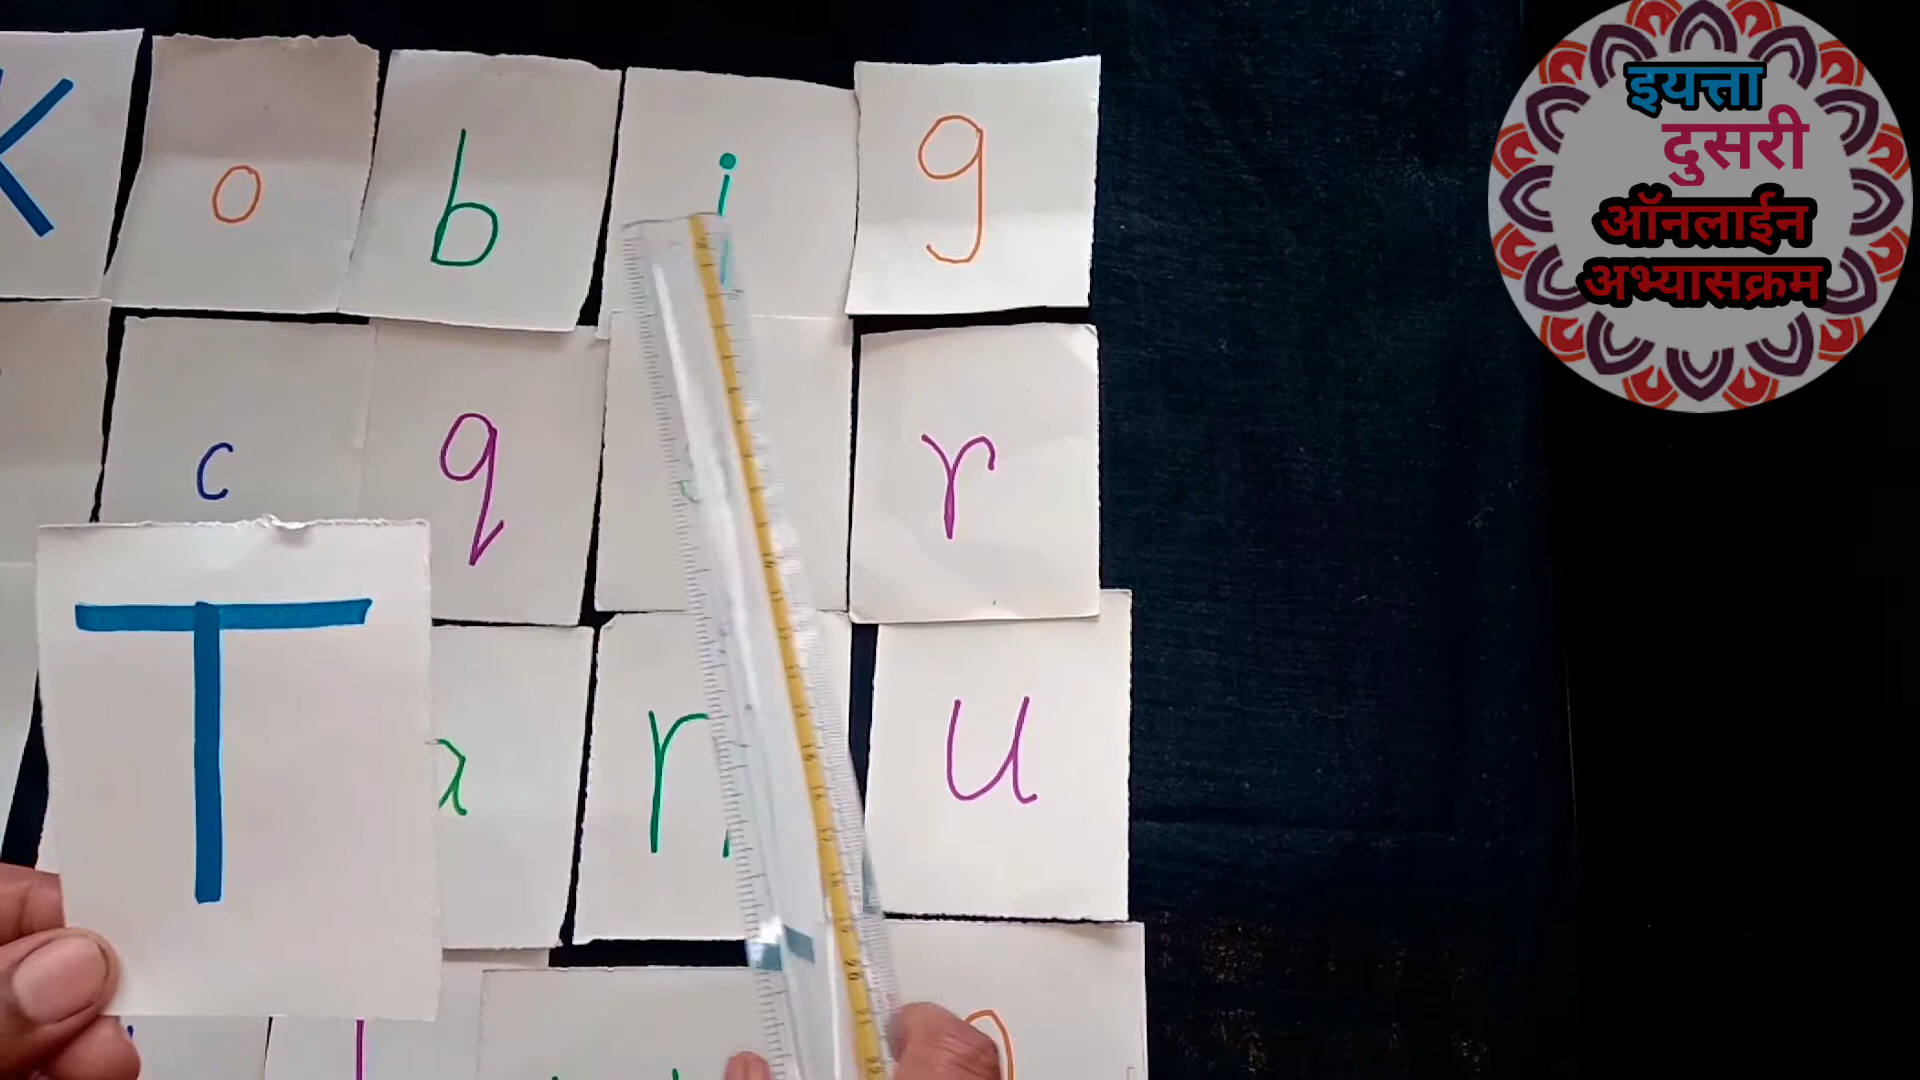 K o b i g
c q r
T a n u
इयत्ता
दुसरी
ऑनलाईन
अभ्यासक्रम